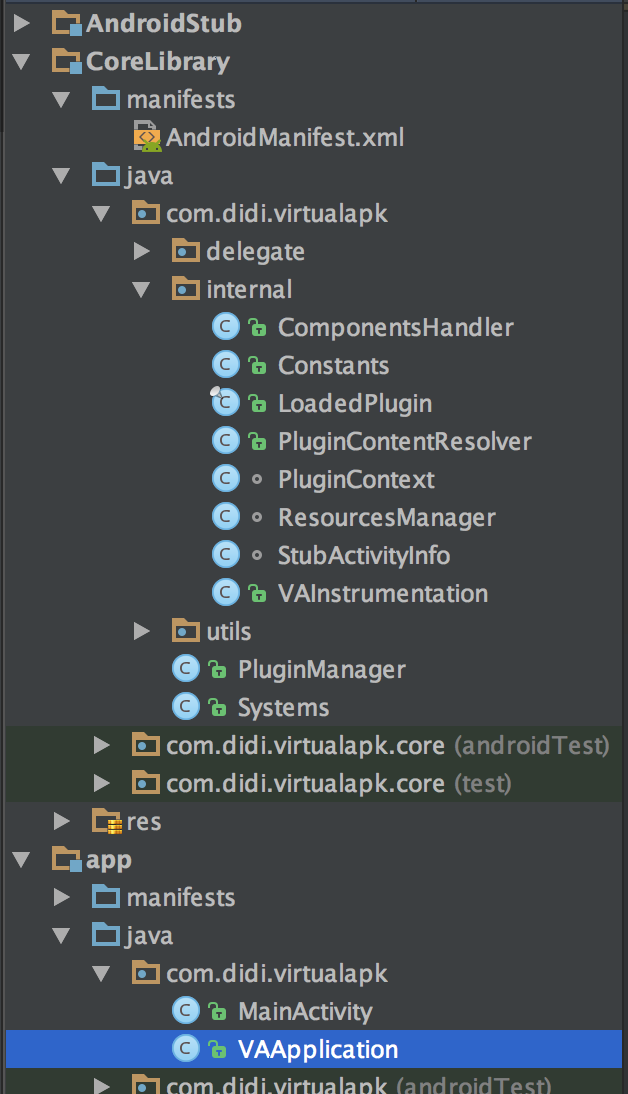 AndroidStub
CoreLibrary
manifests
AndroidManifest.xml
java
com.didi.virtualapk
delegate
internal
ComponentsHandler
Constants
LoadedPlugin
PluginContentResolver
PluginContext
ResourcesManager
StubActivityInfo
VAInstrumentation
utils
PluginManager
Systems
com.didi.virtualapk.core (androidTest)
com.didi.virtualapk.core (test)
res
app
manifests
java
com.didi.virtualapk
MainActivity
VAApplication
com.didi.virtualapk (androidTest)